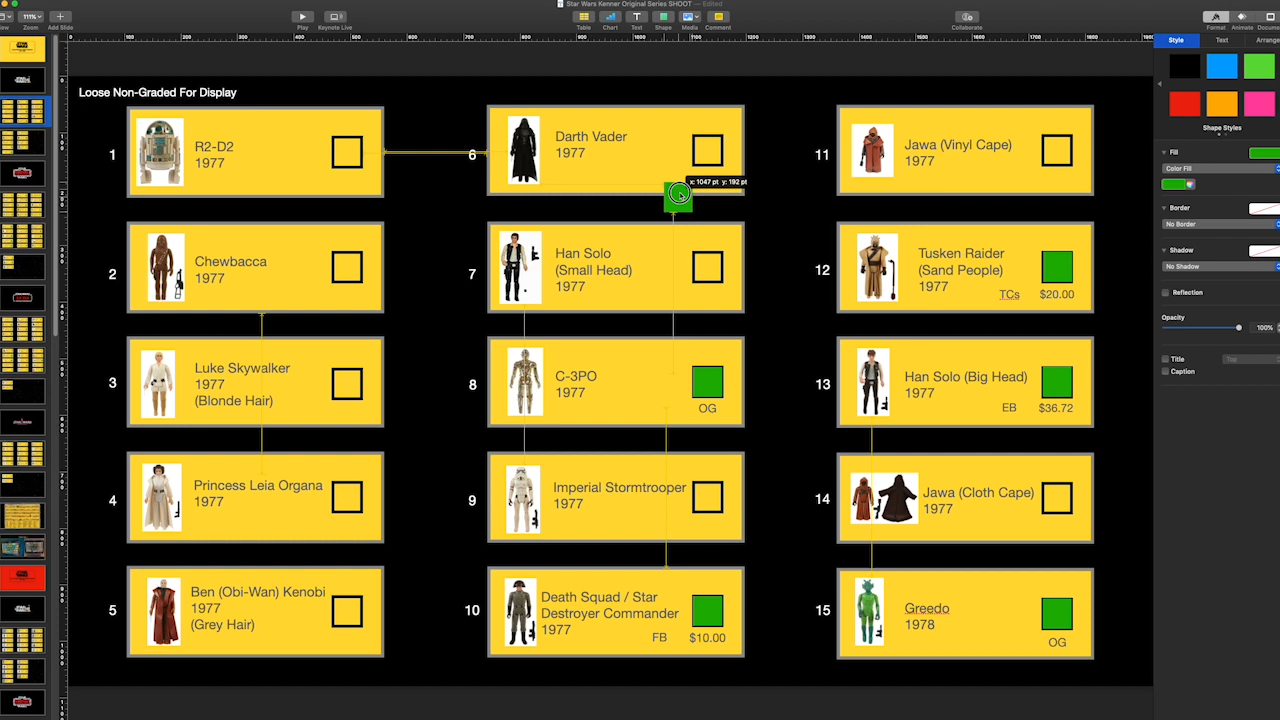 Star Wars Kenner Original Series SHOOT — Edited
111%
Zoom
Add Slide
Play
Keynote Live
Table
Chart
Text
Shape
Media
Comment
Collaborate
Format
Animate
Style
Text
Arrange
Shape Styles
Fill
Color Fill
Border
No Border
Shadow
No Shadow
Reflection
Opacity
100%
Title
Top
Caption
Loose Non-Graded For Display
1
R2-D2
1977
2
Chewbacca
1977
3
Luke Skywalker
1977
(Blonde Hair)
4
Princess Leia Organa
1977
5
Ben (Obi-Wan) Kenobi
1977
(Grey Hair)
6
Darth Vader
1977
x: 1047 pt y: 192 pt
7
Han Solo
(Small Head)
1977
8
C-3PO
1977
OG
9
Imperial Stormtrooper
1977
10
Death Squad / Star
Destroyer Commander
1977
FB $10.00
11
Jawa (Vinyl Cape)
1977
12
Tusken Raider
(Sand People)
1977
TCs $20.00
13
Han Solo (Big Head)
1977
EB $36.72
14
Jawa (Cloth Cape)
1977
15
Greedo
1978
OG